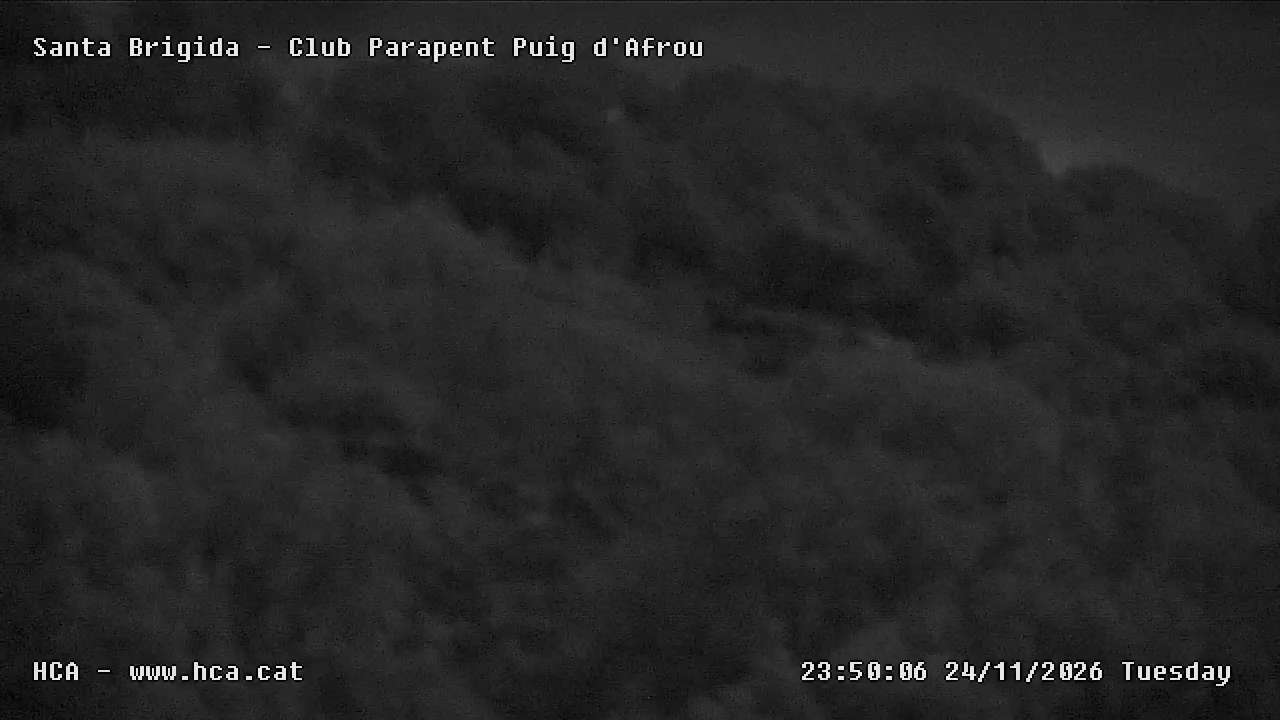 Santa Brigida - Club Parapent Puig d'Afrou
HCA - www.hca.cat
23:50:06 24/11/2026 Tuesday